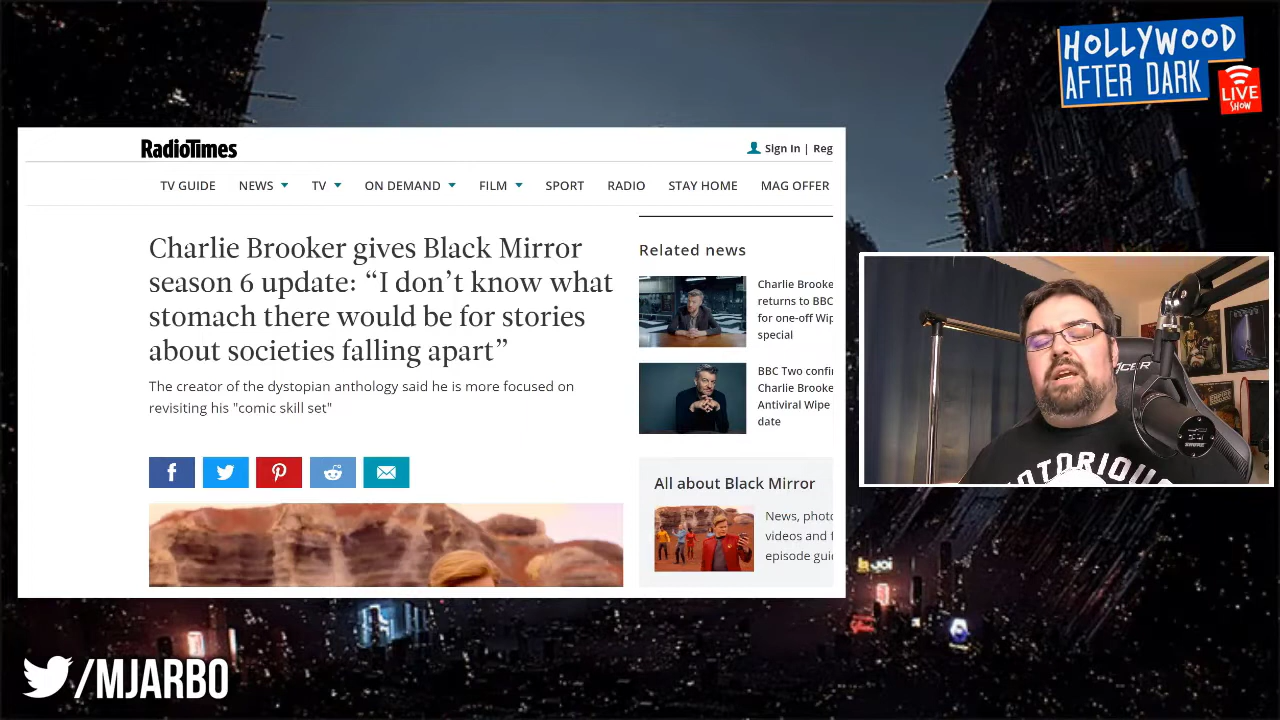 HOLLYWOOD
AFTER DARK
LIVE
SHOW
RadioTimes
Sign In | Reg
TV GUIDE NEWS TV ON DEMAND FILM SPORT RADIO STAY HOME MAG OFFER
Charlie Brooker gives Black Mirror
season 6 update: “I don’t know what
stomach there would be for stories
about societies falling apart”
The creator of the dystopian anthology said he is more focused on
revisiting his "comic skill set"
Related news
Charlie Brooke
returns to BBC
for one-off Wip
special
BBC Two confi
Charlie Brooke
Antiviral Wipe
date
All about Black Mirror
News, photo
videos and f
episode guid
OTORIOU
SHURE
JOI
/MJARBO